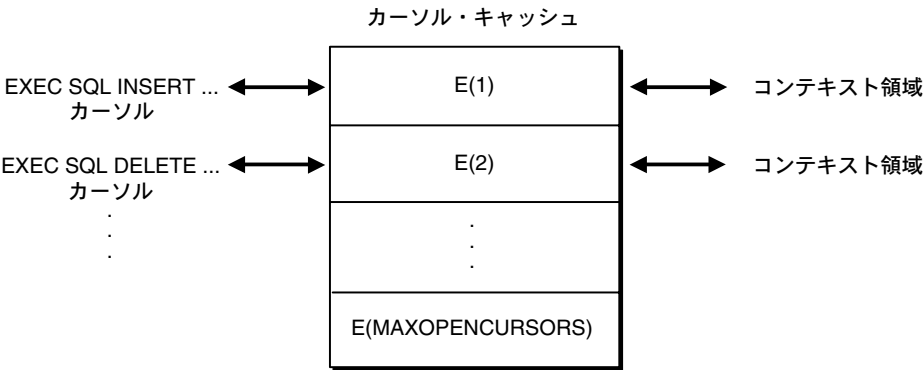 カーソル・キャッシュ
EXEC SQL INSERT ...
カーソル
E(1)
コンテキスト領域
EXEC SQL DELETE ...
カーソル
E(2)
コンテキスト領域
.
.
.
.
.
.
E(MAXOPENCURSORS)